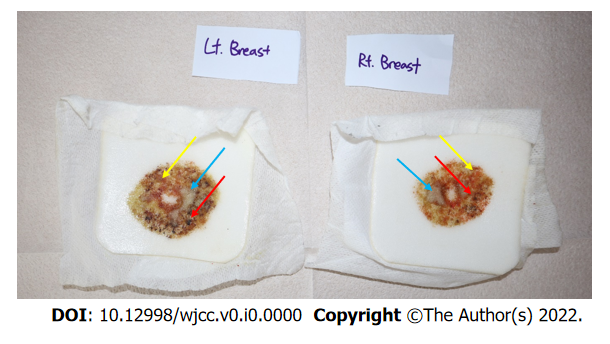 Lt. Breast
Rt. Breast
DOI: 10.12998/wjcc.v0.i0.0000 Copyright ©The Author(s) 2022.